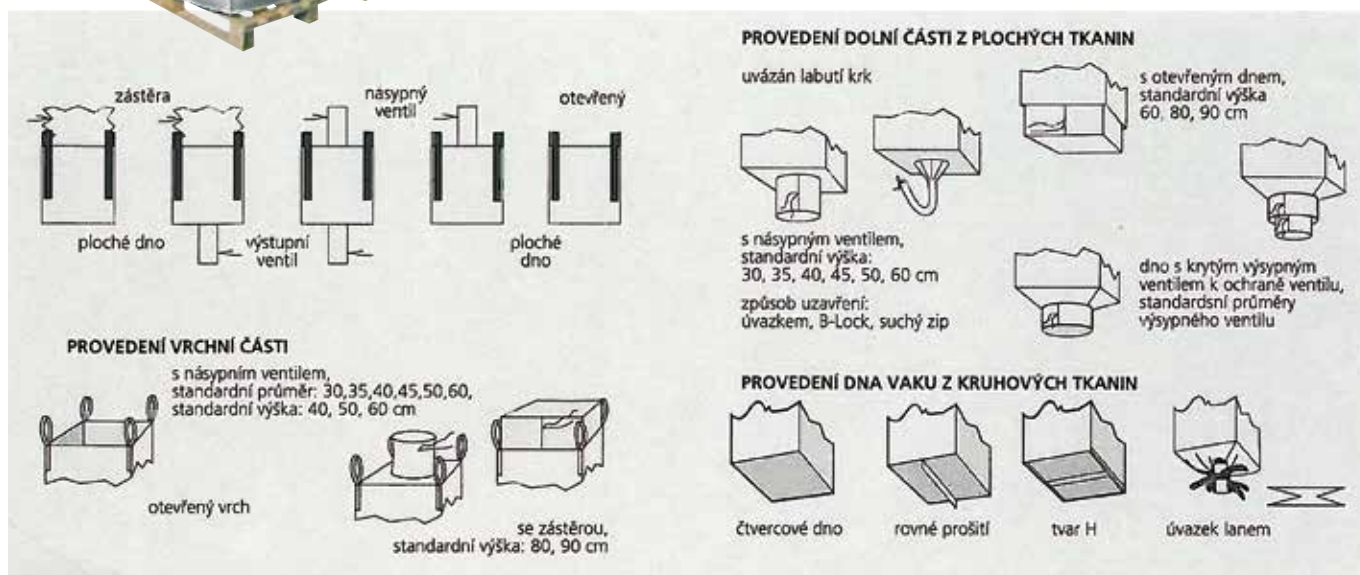 zástěra
násypný
ventil
otevřený
ploché dno
výstupní
ventil
ploché
dno
PROVEDENÍ VRCHNÍ ČÁSTI
s násypním ventilem,
standardní průměr: 30,35,40,45,50,60,
standardní výška: 40, 50, 60 cm
otevřený vrch
se zástěrou,
standardní výška: 80, 90 cm
PROVEDENÍ DOLNÍ ČÁSTI Z PLOCHÝCH TKANIN
uvázán labutí krk
s otevřeným dnem,
standardní výška
60, 80, 90 cm
s násypným ventilem,
standardní výška:
30, 35, 40, 45, 50, 60 cm
způsob uzavření:
úvazkem, B-Lock, suchý zip
dno s krytým výsypným
ventilem k ochraně ventilu,
standardsní průměry
výsypného ventilu
PROVEDENÍ DNA VAKU Z KRUHOVÝCH TKANIN
čtvercové dno
rovné prošití
tvar H
úvazek lanem